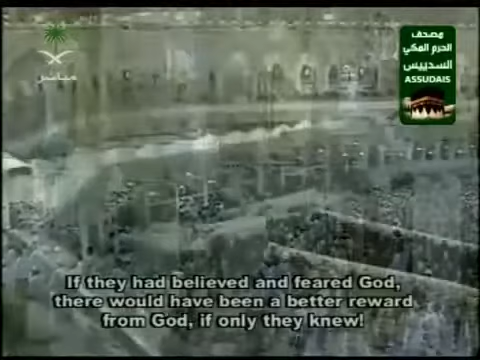 مباشر
مصحف
الحرم المكي
السديس
ASSUDAIS
If they had believed and feared God,
there would have been a better reward
from God, if only they knew!